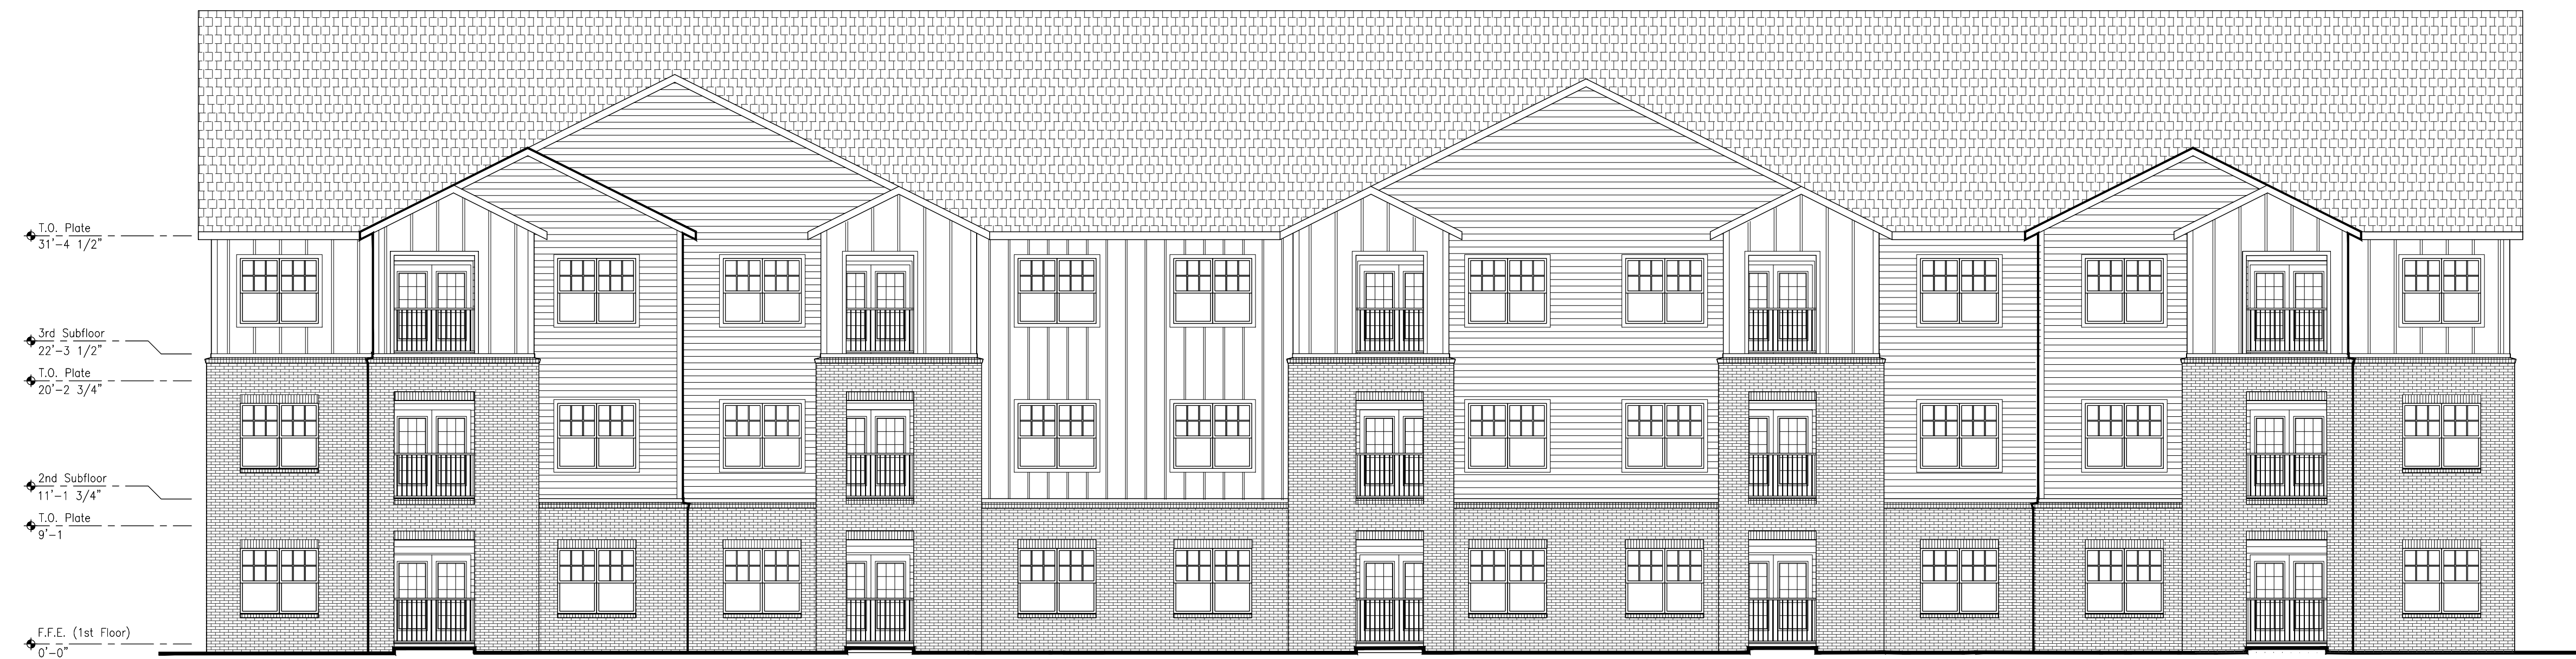 T.O. Plate
31'-4 1/2"
3rd Subfloor
22'-3 1/2"
T.O. Plate
20'-2 3/4"
2nd Subfloor
11'-1 3/4"
T.O. Plate
9'-1
F.F.E. (1st Floor)
0'-0"